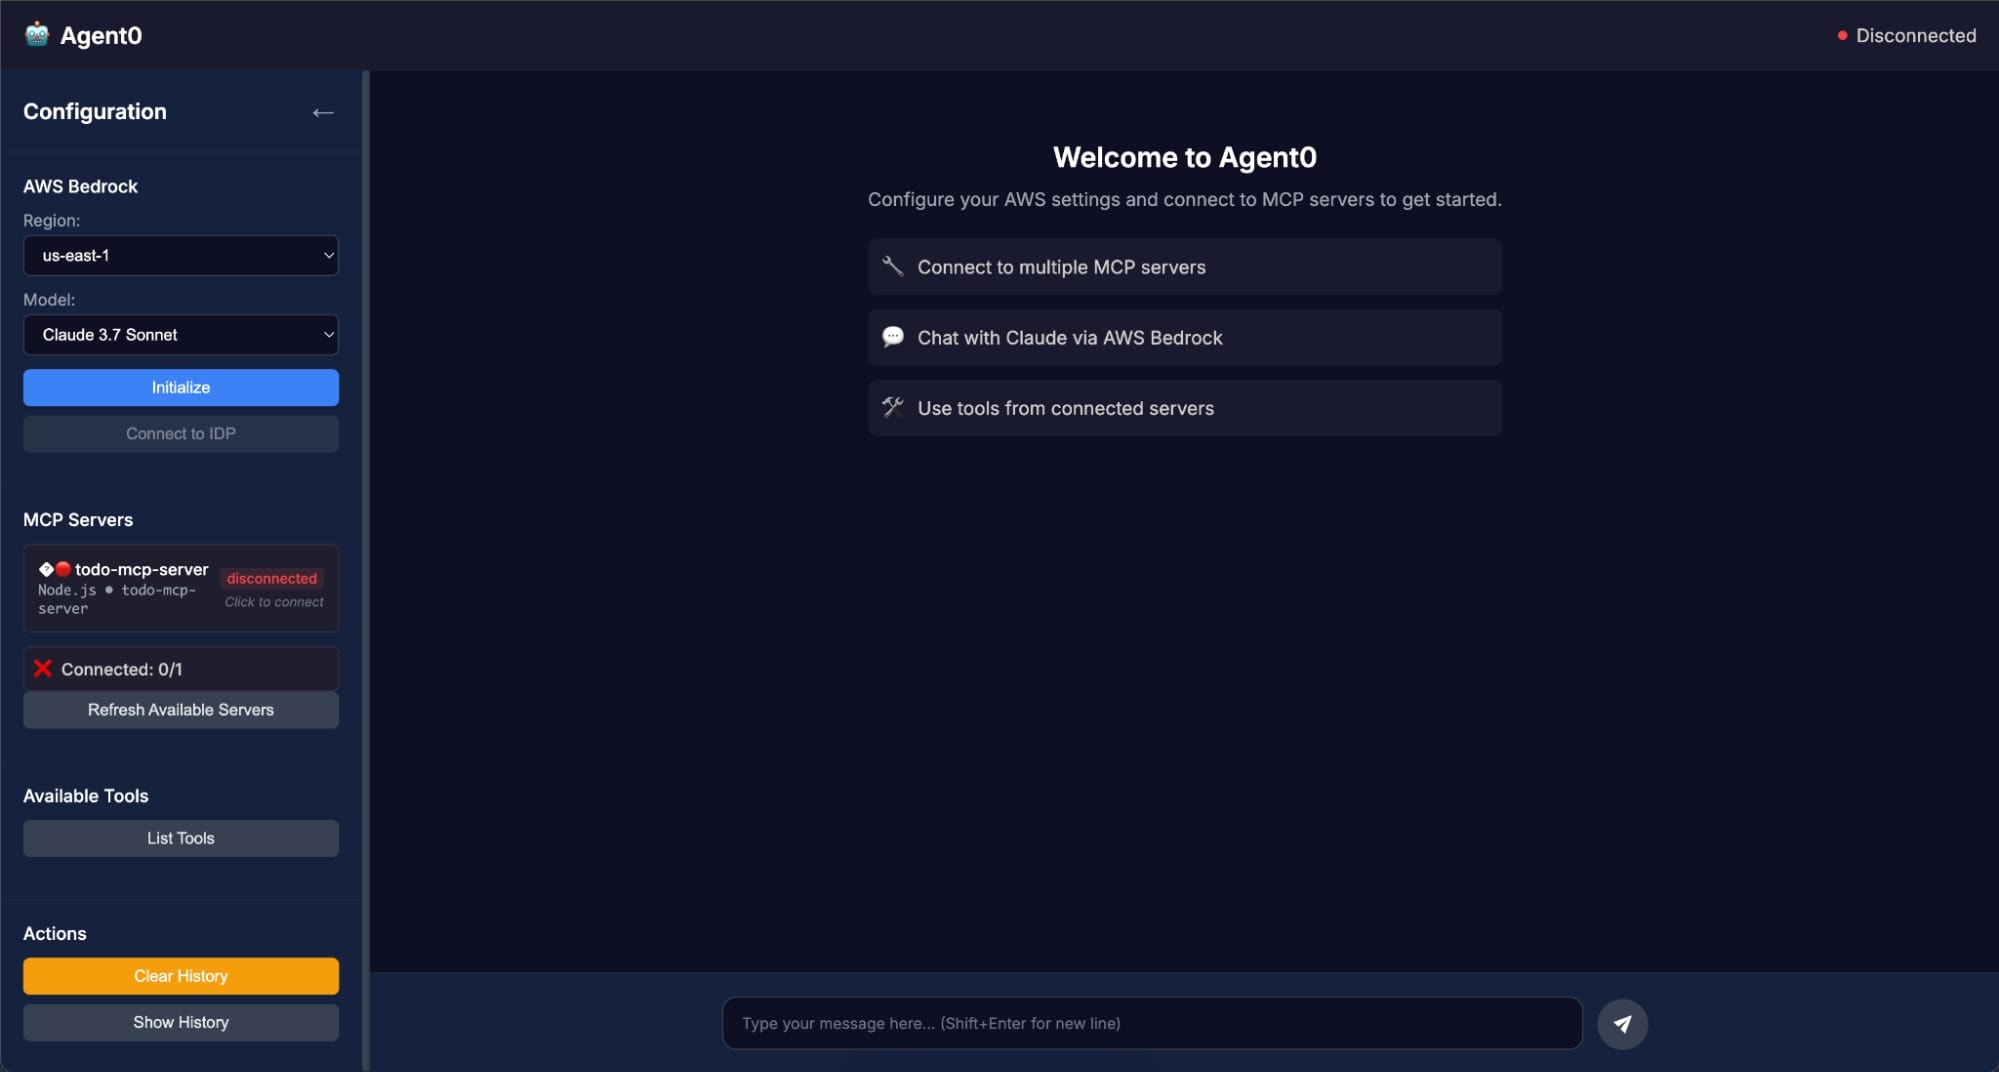 Agent0
Disconnected
Configuration
AWS Bedrock
Region:
us-east-1
Model:
Claude 3.7 Sonnet
Initialize
Connect to IDP
MCP Servers
todo-mcp-server
Node.js ● todo-mcp-
server
disconnected
Click to connect
Connected: 0/1
Refresh Available Servers
Available Tools
List Tools
Actions
Clear History
Show History
Welcome to Agent0
Configure your AWS settings and connect to MCP servers to get started.
Connect to multiple MCP servers
Chat with Claude via AWS Bedrock
Use tools from connected servers
Type your message here... (Shift+Enter for new line)